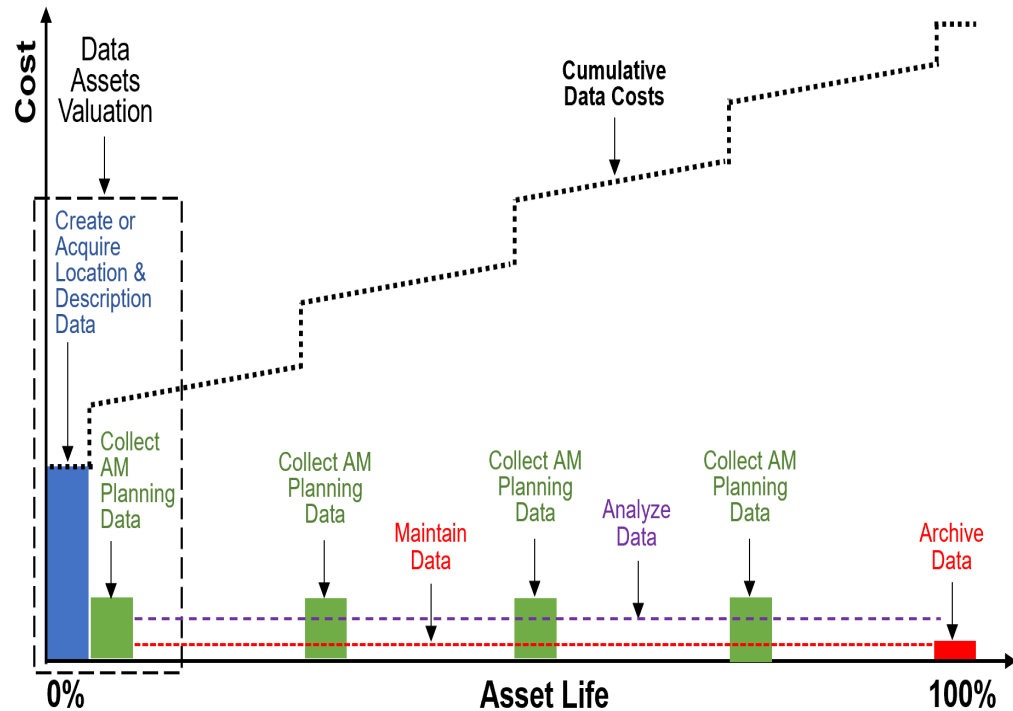 Cost
Data
Assets
Valuation
Cumulative
Data Costs
Create or
Acquire
Location &
Description
Data
Collect
AM
Planning
Data
Collect AM
Planning
Data
Collect AM
Planning
Data
Collect AM
Planning
Data
Maintain
Data
Analyze
Data
Archive
Data
0%
Asset Life
100%